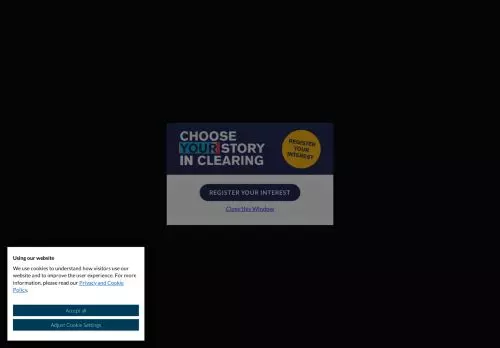 CHOOSE
YOUR STORY
IN CLEARING
REGISTER
YOUR
INTEREST
REGISTER YOUR INTEREST
Close this Window
Using our website
We use cookies to understand how visitors use our
website and to improve the user experience. For more
information, please read our Privacy and Cookie
Policy.
Accept all
Adjust Cookie Settings